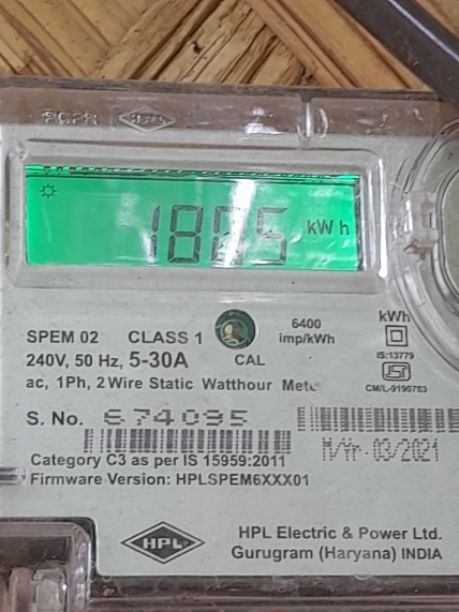 HPL
1805 kWh
SPEM 02 CLASS 1 6400 imp/kWh kWh
240V, 50 Hz, 5-30A CAL IS:13779
ac, 1Ph, 2 Wire Static Watthour CM/L-9196783
S. No. 674095
M/Yr. 03/2021
Category C3 as per IS 15959:2011
Firmware Version: HPLSPEM6XXX01
HPL HPL Electric & Power Ltd.
Gurugram (Haryana) INDIA